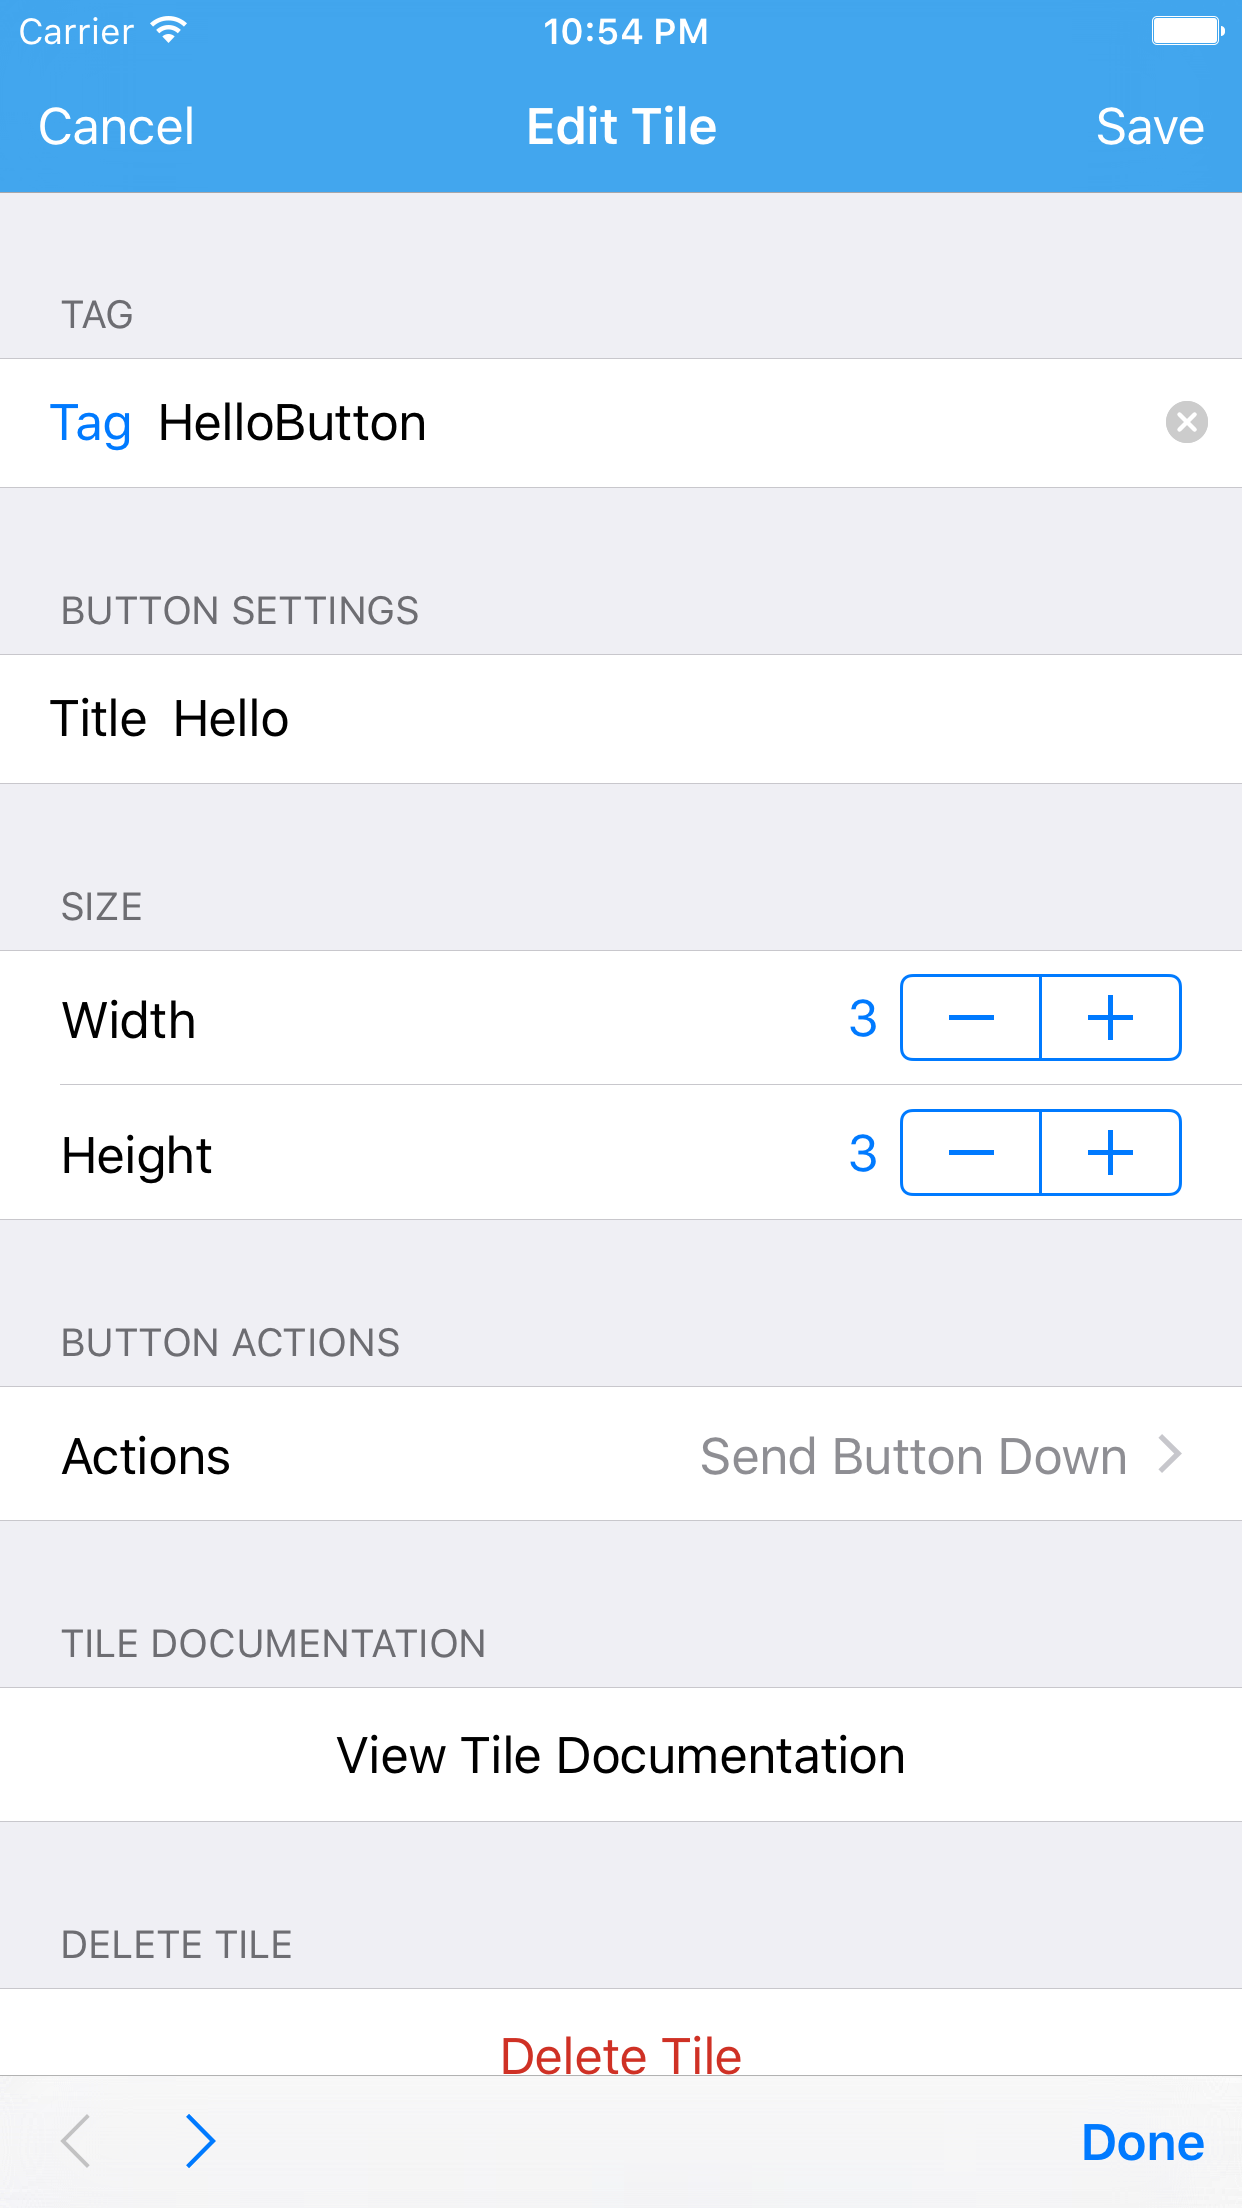 Carrier 10:54 PM
Cancel Edit Tile Save
TAG
Tag HelloButton
BUTTON SETTINGS
Title Hello
SIZE
Width 3
Height 3
BUTTON ACTIONS
Actions Send Button Down
TILE DOCUMENTATION
View Tile Documentation
DELETE TILE
Delete Tile
Done